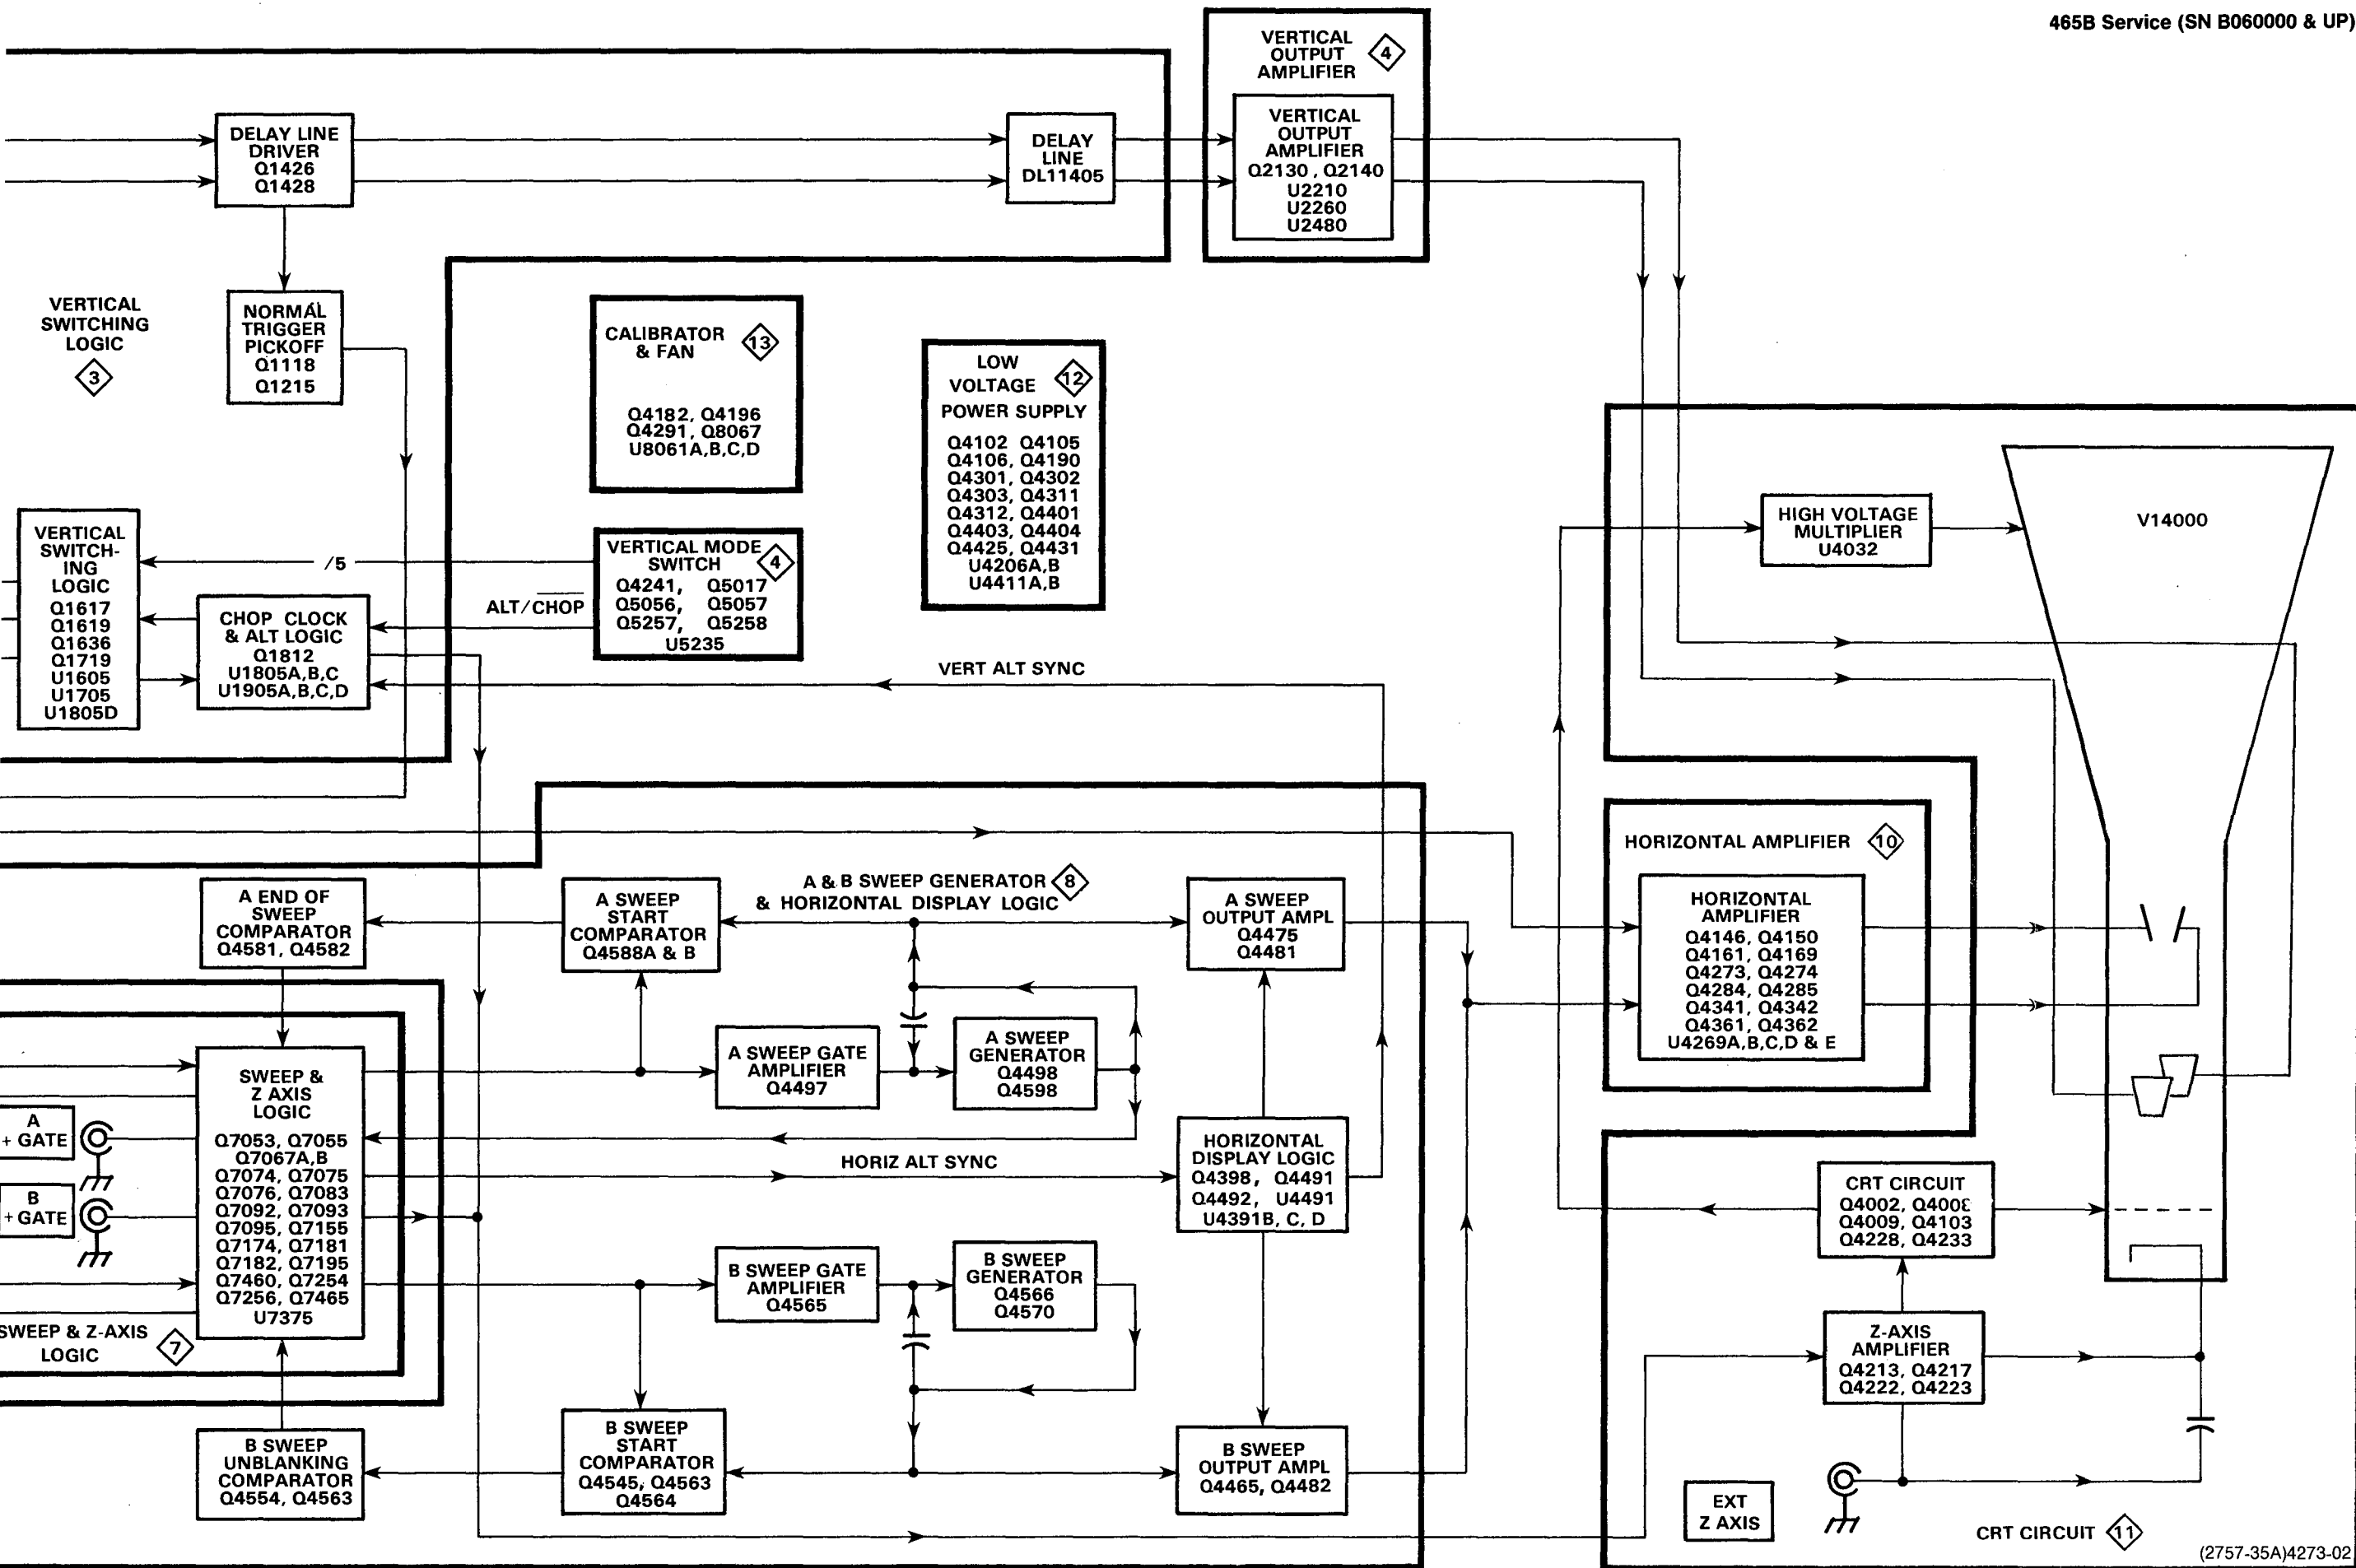 465B Service (SN B060000 & UP)
VERTICAL
OUTPUT
AMPLIFIER
4
VERTICAL
OUTPUT
AMPLIFIER
Q2130 , Q2140
U2210
U2260
U2480
DELAY LINE
DRIVER
Q1426
Q1428
DELAY
LINE
DL11405
VERTICAL
SWITCHING
LOGIC
3
NORMAL
TRIGGER
PICKOFF
Q1118
Q1215
CALIBRATOR
& FAN
13
Q4182, Q4196
Q4291, Q8067
U8061A,B,C,D
LOW
VOLTAGE
12
POWER SUPPLY
Q4102 Q4105
Q4106, Q4190
Q4301, Q4302
Q4303, Q4311
Q4312, Q4401
Q4403, Q4404
Q4425, Q4431
U4206A,B
U4411A,B
VERTICAL
SWITCH-
ING
LOGIC
Q1617
Q1619
Q1636
Q1719
U1605
U1705
U1805D
/5
VERTICAL MODE
SWITCH
4
Q4241, Q5017
Q5056, Q5057
Q5257, Q5258
U5235
ALT/CHOP
CHOP CLOCK
& ALT LOGIC
Q1812
U1805A,B,C
U1905A,B,C,D
VERT ALT SYNC
HIGH VOLTAGE
MULTIPLIER
U4032
V14000
HORIZONTAL AMPLIFIER
10
HORIZONTAL
AMPLIFIER
Q4146, Q4150
Q4161, Q4169
Q4273, Q4274
Q4284, Q4285
Q4341, Q4342
Q4361, Q4362
U4269A,B,C,D & E
A & B SWEEP GENERATOR
8
& HORIZONTAL DISPLAY LOGIC
A END OF
SWEEP
COMPARATOR
Q4581, Q4582
A SWEEP
START
COMPARATOR
Q4588A & B
A SWEEP
OUTPUT AMPL
Q4475
Q4481
A SWEEP GATE
AMPLIFIER
Q4497
A SWEEP
GENERATOR
Q4498
Q4598
SWEEP &
Z AXIS
LOGIC
Q7053, Q7055
Q7067A,B
Q7074, Q7075
Q7076, Q7083
Q7092, Q7093
Q7095, Q7155
Q7174, Q7181
Q7182, Q7195
Q7460, Q7254
Q7256, Q7465
U7375
A
+ GATE
B
+ GATE
HORIZ ALT SYNC
HORIZONTAL
DISPLAY LOGIC
Q4398, Q4491
Q4492, U4491
U4391B, C, D
CRT CIRCUIT
Q4002, Q4008
Q4009, Q4103
Q4228, Q4233
B SWEEP GATE
AMPLIFIER
Q4565
B SWEEP
GENERATOR
Q4566
Q4570
SWEEP & Z-AXIS
LOGIC
7
Z-AXIS
AMPLIFIER
Q4213, Q4217
Q4222, Q4223
B SWEEP
UNBLANKING
COMPARATOR
Q4554, Q4563
B SWEEP
START
COMPARATOR
Q4545, Q4563
Q4564
B SWEEP
OUTPUT AMPL
Q4465, Q4482
EXT
Z AXIS
CRT CIRCUIT
11
(2757-35A)4273-02